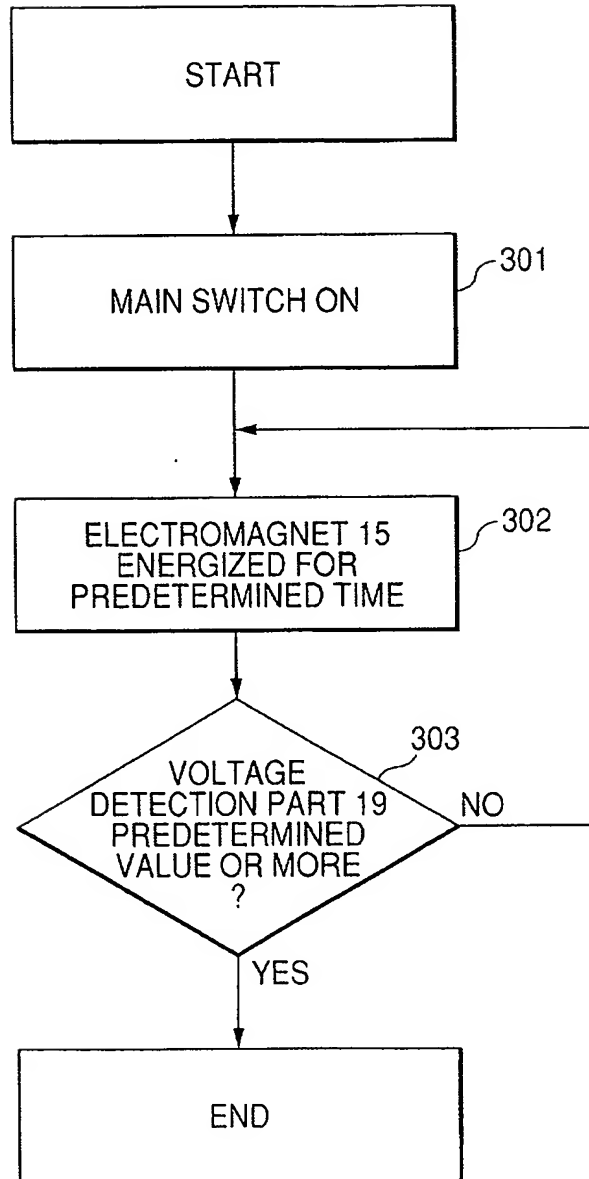 START
MAIN SWITCH ON
301
ELECTROMAGNET 15
ENERGIZED FOR
PREDETERMINED TIME
302
VOLTAGE
DETECTION PART 19
PREDETERMINED
VALUE OR MORE
?
303
NO
YES
END